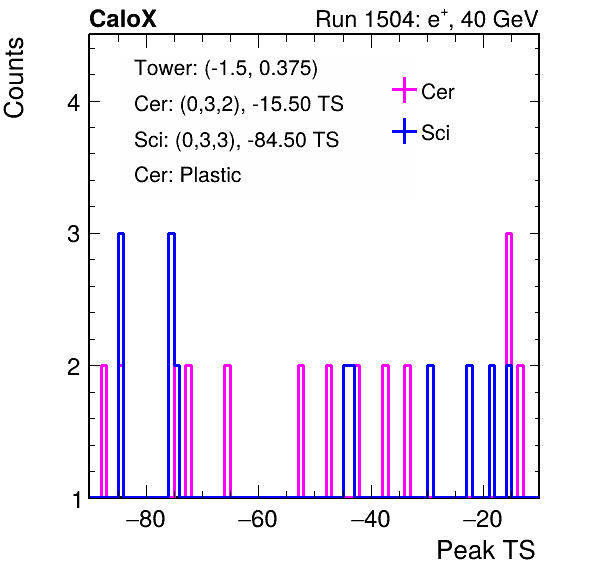 CaloX Run 1504: e⁺, 40 GeV
Counts
Tower: (-1.5, 0.375)
Cer: (0,3,2), -15.50 TS
Sci: (0,3,3), -84.50 TS
Cer: Plastic
Cer
Sci
4
3
2
1
−80 −60 −40 −20
Peak TS